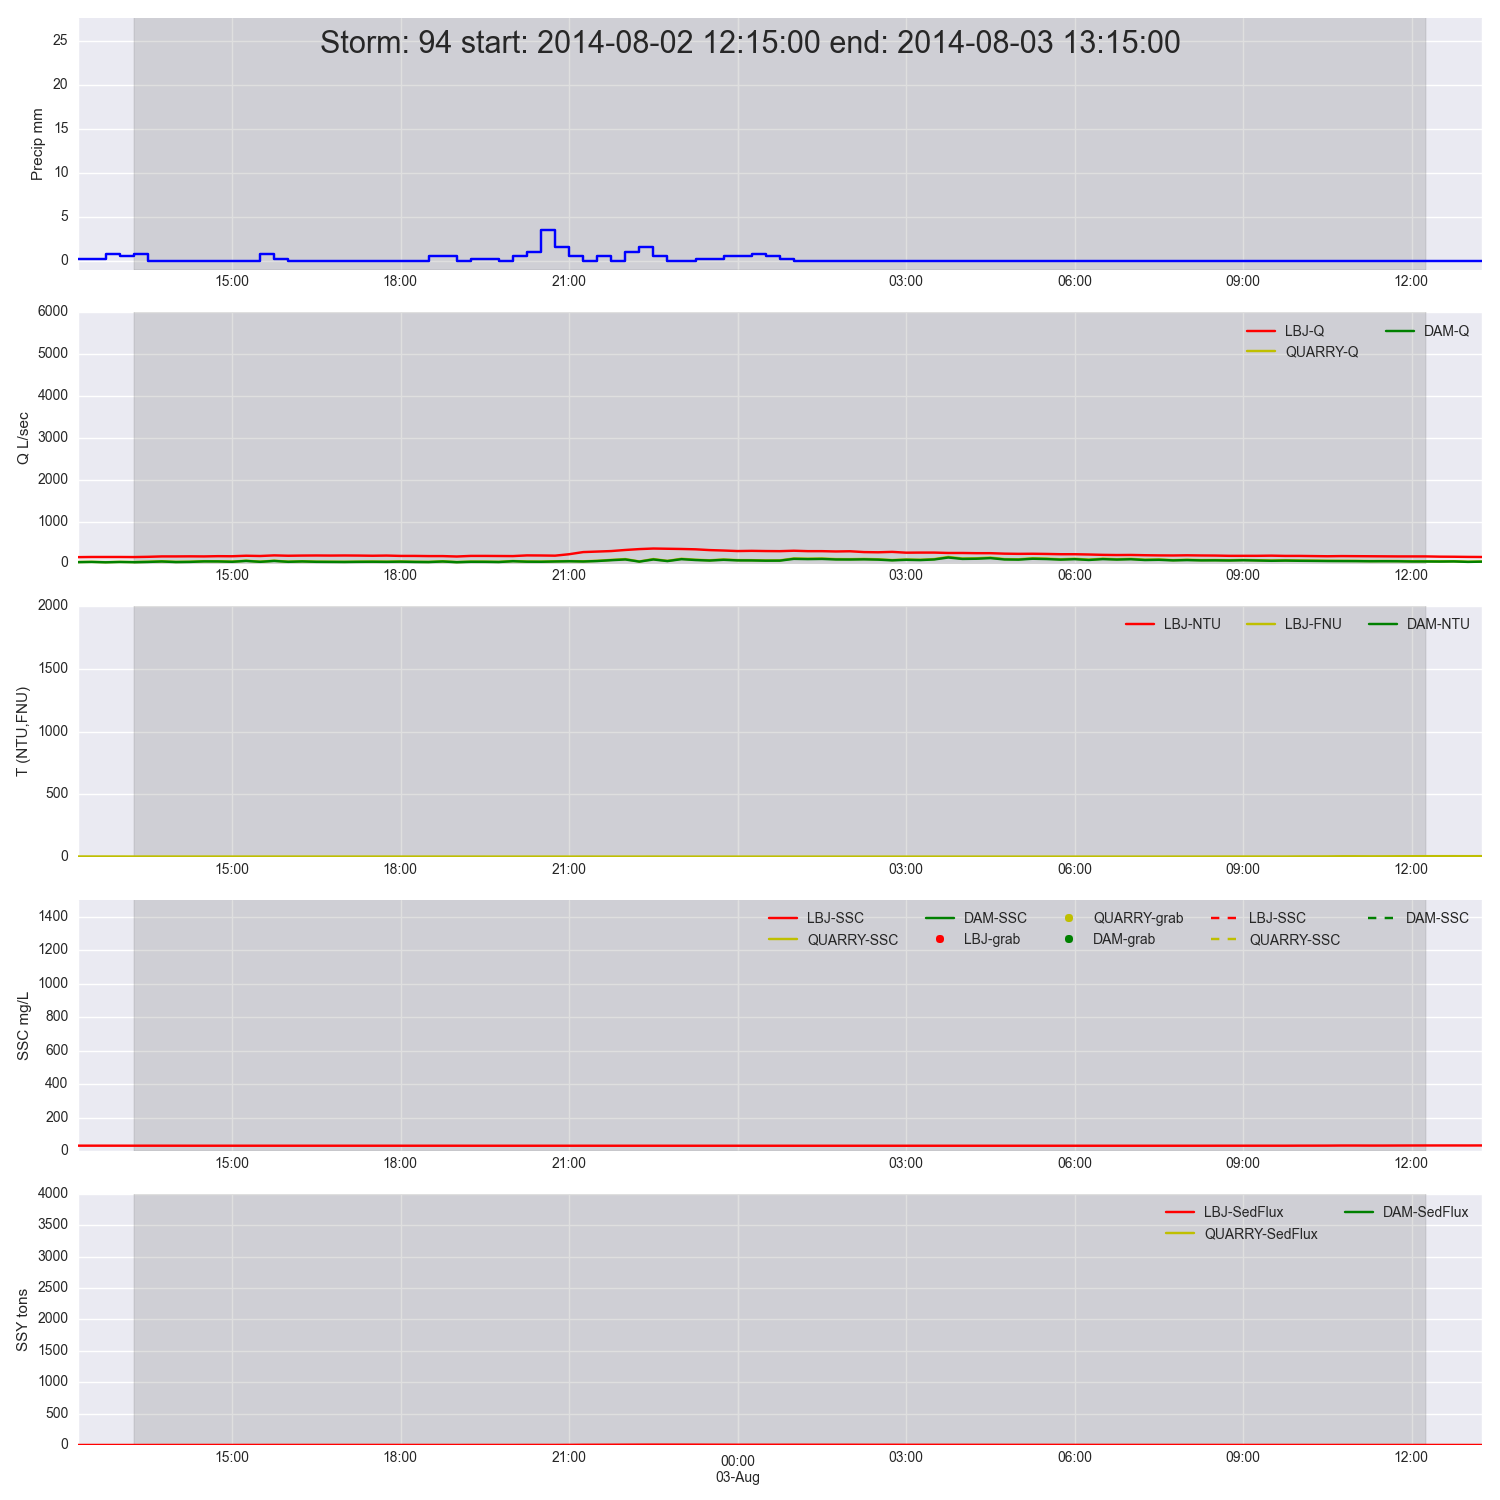 Storm: 94 start: 2014-08-02 12:15:00 end: 2014-08-03 13:15:00
Precip mm
25
20
15
10
5
0
15:00 18:00 21:00 03:00 06:00 09:00 12:00
Q L/sec
6000
5000
4000
3000
2000
1000
0
LBJ-Q DAM-Q
QUARRY-Q
15:00 18:00 21:00 03:00 06:00 09:00 12:00
T (NTU,FNU)
2000
1500
1000
500
0
LBJ-NTU LBJ-FNU DAM-NTU
15:00 18:00 21:00 03:00 06:00 09:00 12:00
SSC mg/L
1400
1200
1000
800
600
400
200
0
LBJ-SSC DAM-SSC QUARRY-grab LBJ-SSC DAM-SSC
QUARRY-SSC LBJ-grab DAM-grab QUARRY-SSC
15:00 18:00 21:00 03:00 06:00 09:00 12:00
SSY tons
4000
3500
3000
2500
2000
1500
1000
500
0
LBJ-SedFlux DAM-SedFlux
QUARRY-SedFlux
15:00 18:00 21:00 00:00 03:00 06:00 09:00 12:00
03-Aug